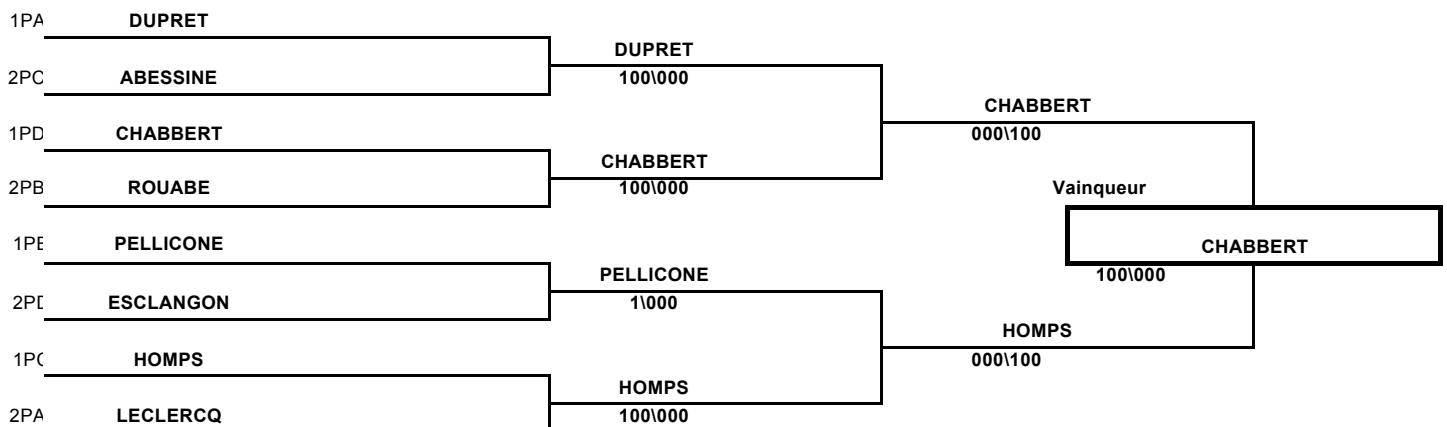 1PA DUPRET
DUPRET
2PC ABESSINE
100\000
CHABBERT
1PD CHABBERT
000\100
CHABBERT
2PB ROUABE
100\000
Vainqueur
1PE PELLICONE
CHABBERT
PELLICONE
100\000
2PD ESCLANGON
1\000
HOMPS
1PC HOMPS
000\100
HOMPS
2PA LECLERCQ
100\000